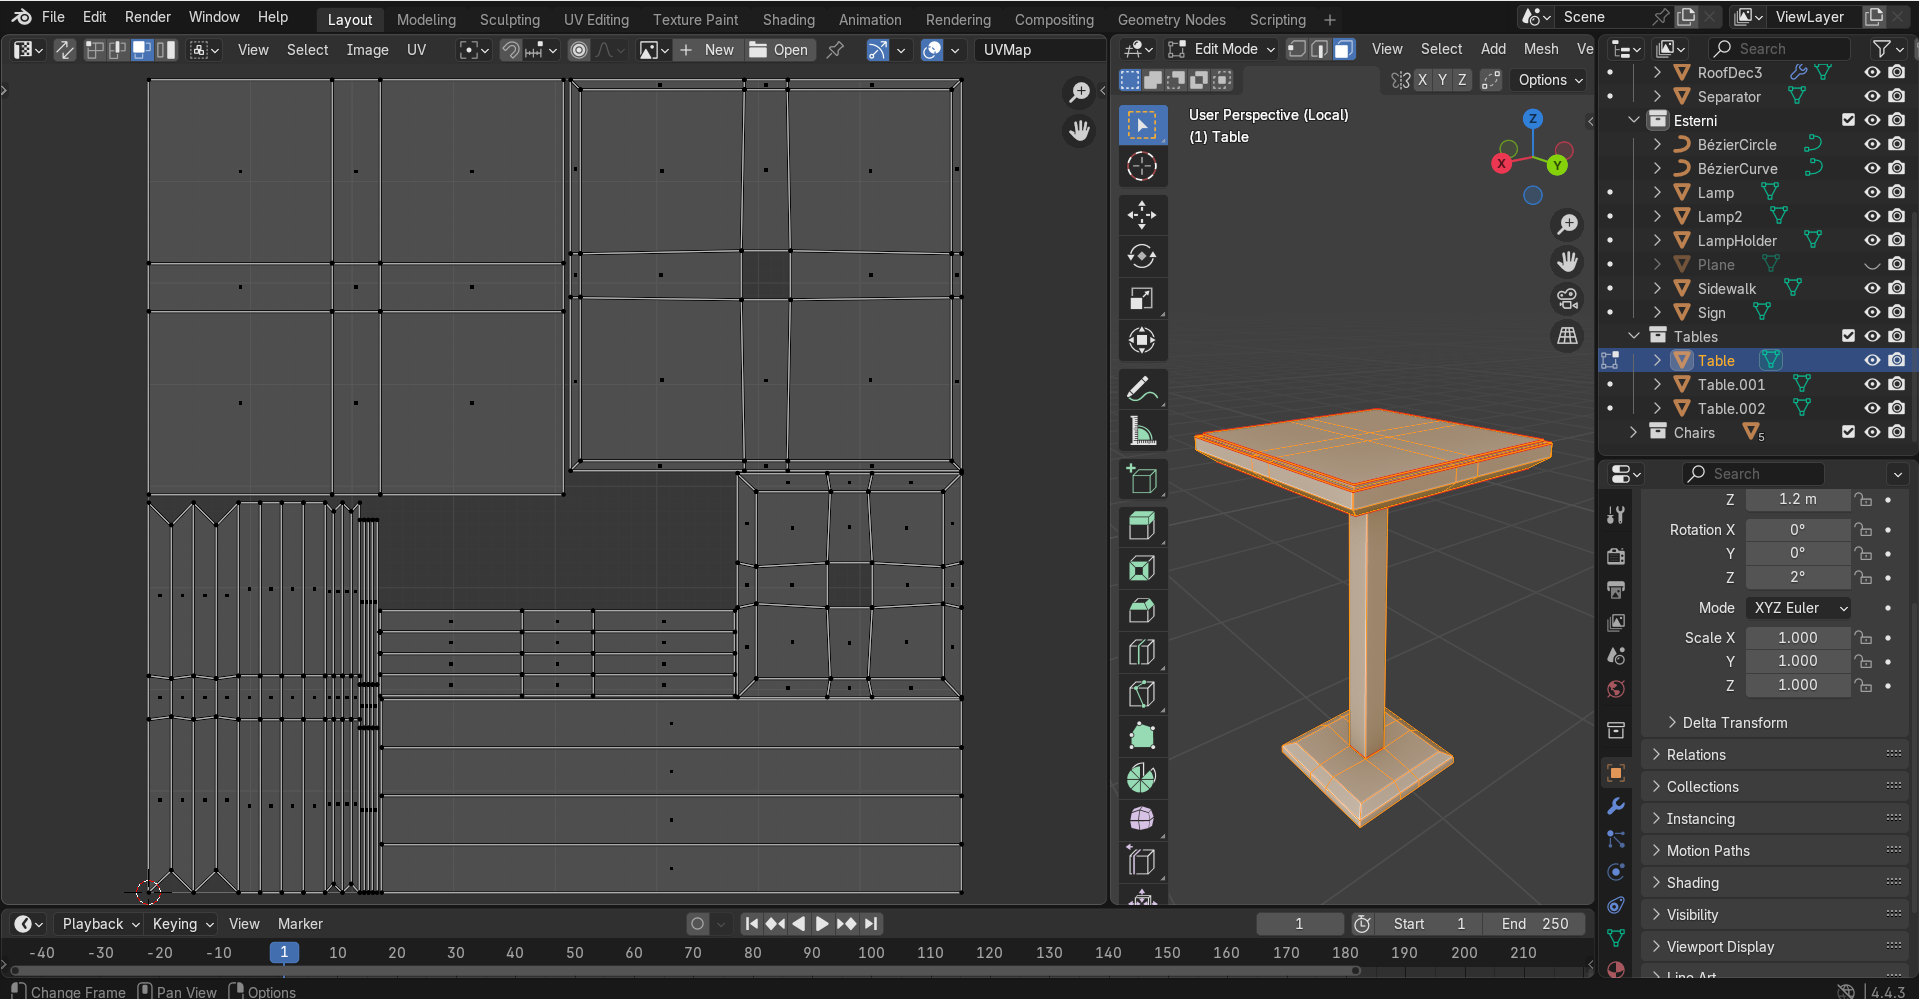 File Edit Render Window Help Layout Modeling Sculpting UV Editing Texture Paint Shading Animation Rendering Compositing Geometry Nodes Scripting + Scene ViewLayer
View Select Image UV New Open UVMap
Edit Mode View Select Add Mesh Ve
Search
X Y Z Options
User Perspective (Local)
(1) Table
Z
X
Y
RoofDec3
Separator
Esterni
BézierCircle
BézierCurve
Lamp
Lamp2
LampHolder
Plane
Sidewalk
Sign
Tables
Table
Table.001
Table.002
Chairs 5
Search
Z 1.2 m
Rotation X 0°
Y 0°
Z 2°
Mode XYZ Euler
Scale X 1.000
Y 1.000
Z 1.000
Delta Transform
Relations
Collections
Instancing
Motion Paths
Shading
Visibility
Viewport Display
Line Art
Playback Keying View Marker 1 Start 1 End 250
-40 -30 -20 -10 1 10 20 30 40 50 60 70 80 90 100 110 120 130 140 150 160 170 180 190 200 210
Change Frame Pan View Options 4.4.3